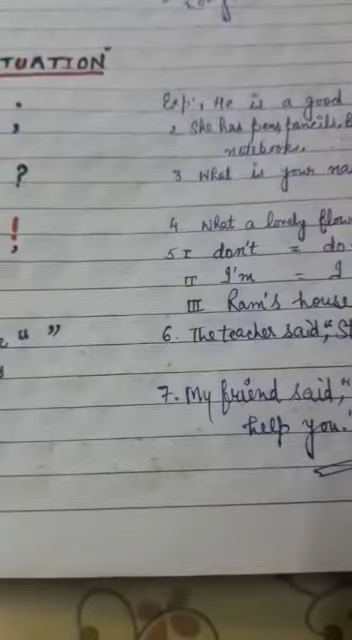 TUATION"
. Exp:, He is a good
, 2 She has pens, pencils,
notebooks.
? 3 What is your na
! 4 What a lovely flow
' 5 I don't = do
II I'm = I
III Ram's house
" " 6. The teacher said, "St
7. My friend said, "
help you."